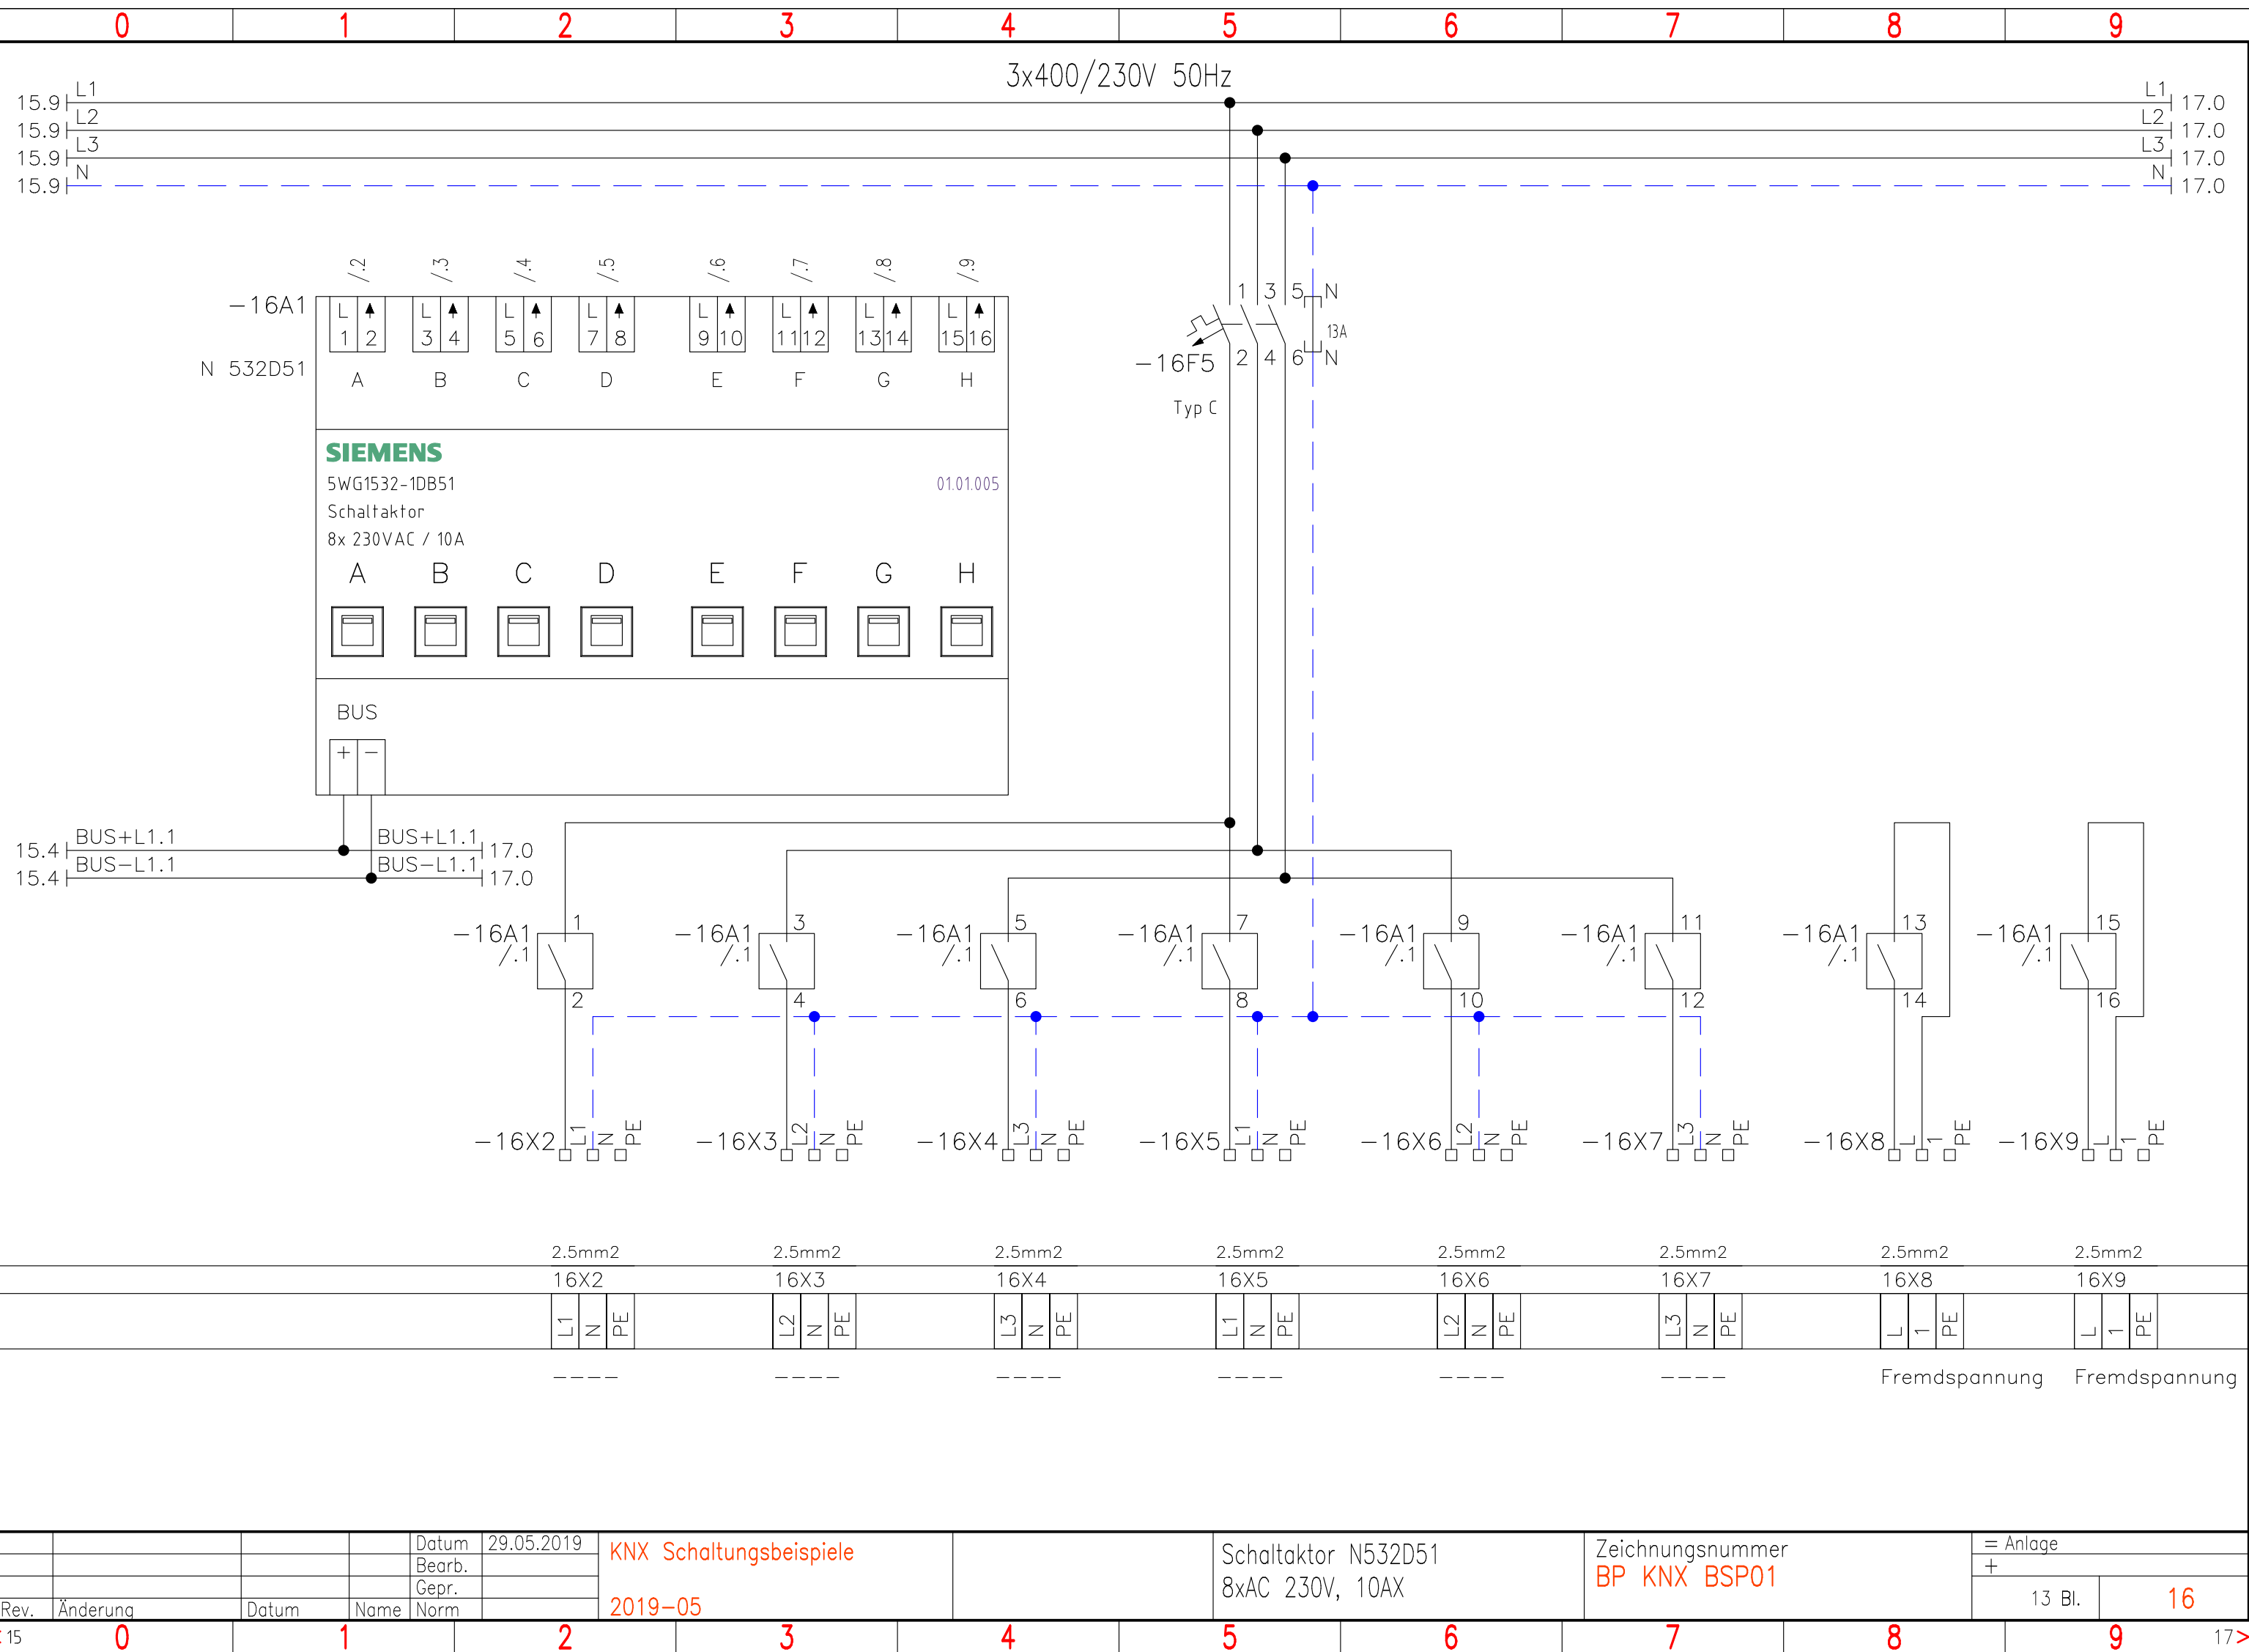 0 1 2 3 4 5 6 7 8 9
3x400/230V 50Hz
15.9 L1 L1 17.0
15.9 L2 L2 17.0
15.9 L3 L3 17.0
15.9 N N 17.0
/.2 /.3 /.4 /.5 /.6 /.7 /.8 /.9
-16A1
L L L L L L L L
1 2 3 4 5 6 7 8 9 10 11 12 13 14 15 16
N 532D51
A B C D E F G H
1 3 5 N
13A
-16F5 2 4 6 N
Typ C
SIEMENS
5WG1532-1DB51 01.01.005
Schaltaktor
8x 230VAC / 10A
A B C D E F G H
BUS
+ -
15.4 BUS+L1.1 BUS+L1.1 17.0
15.4 BUS-L1.1 BUS-L1.1 17.0
1 3 5 7 9 11 13 15
-16A1 -16A1 -16A1 -16A1 -16A1 -16A1 -16A1 -16A1
/.1 /.1 /.1 /.1 /.1 /.1 /.1 /.1
2 4 6 8 10 12 14 16
-16X2 L1 N PE -16X3 L2 N PE -16X4 L3 N PE -16X5 L1 N PE -16X6 L2 N PE -16X7 L3 N PE -16X8 L 1 PE -16X9 L 1 PE
2.5mm2 2.5mm2 2.5mm2 2.5mm2 2.5mm2 2.5mm2 2.5mm2 2.5mm2
16X2 16X3 16X4 16X5 16X6 16X7 16X8 16X9
L1 N PE L2 N PE L3 N PE L1 N PE L2 N PE L3 N PE L 1 PE L 1 PE
---- ---- ---- ---- ---- ---- Fremdspannung Fremdspannung
Datum 29.05.2019
Bearb.
Gepr.
Rev. Änderung Datum Name Norm
KNX Schaltungsbeispiele
2019-05
Schaltaktor N532D51
8xAC 230V, 10AX
Zeichnungsnummer
BP KNX BSP01
= Anlage
+
13 Bl. 16
<15 0 1 2 3 4 5 6 7 8 9 17>